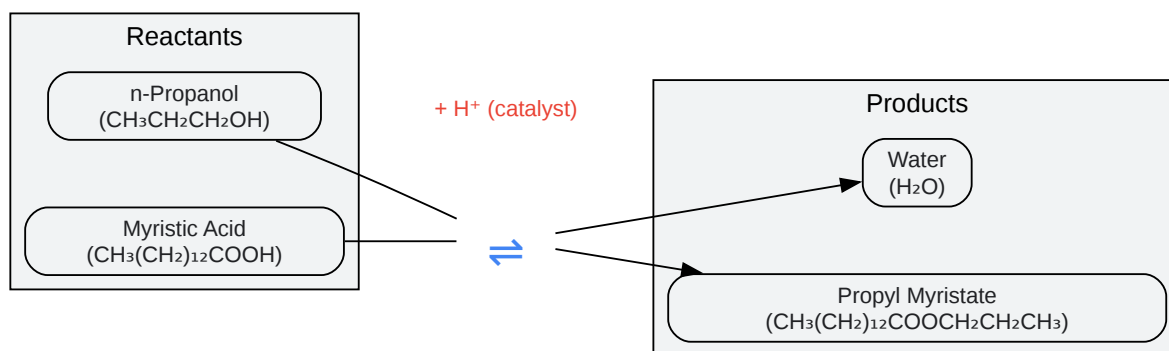 Reactants
n-Propanol
(CH₃CH₂CH₂OH)
Myristic Acid
(CH₃(CH₂)₁₂COOH)
+ H⁺ (catalyst)
⇌
Products
Water
(H₂O)
Propyl Myristate
(CH₃(CH₂)₁₂COOCH₂CH₂CH₃)